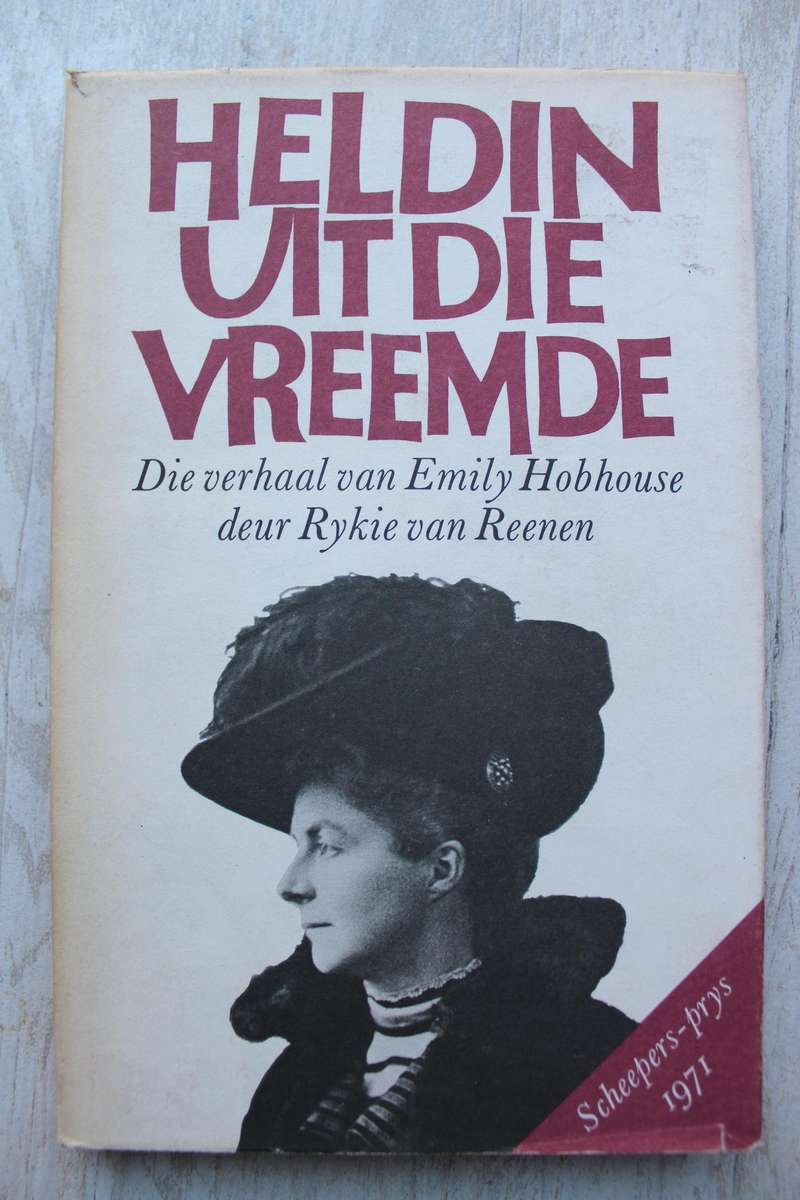 HELDIN
UIT DIE
VREEMDE
Die verhaal van Emily Hobhouse
deur Rykie van Reenen
Scheepers-prys
1971